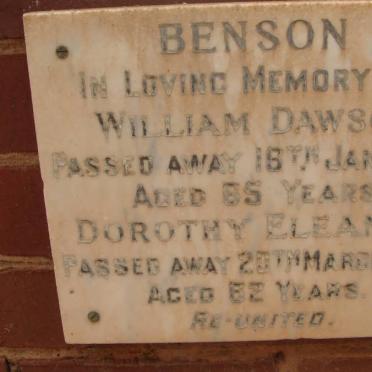 BENSON
IN LOVING MEMORY
WILLIAM DAWS
PASSED AWAY 16TH JAN
AGED 65 YEARS
DOROTHY ELEAN
PASSED AWAY 20TH MARC
AGED 62 YEARS.
RE-UNITED.